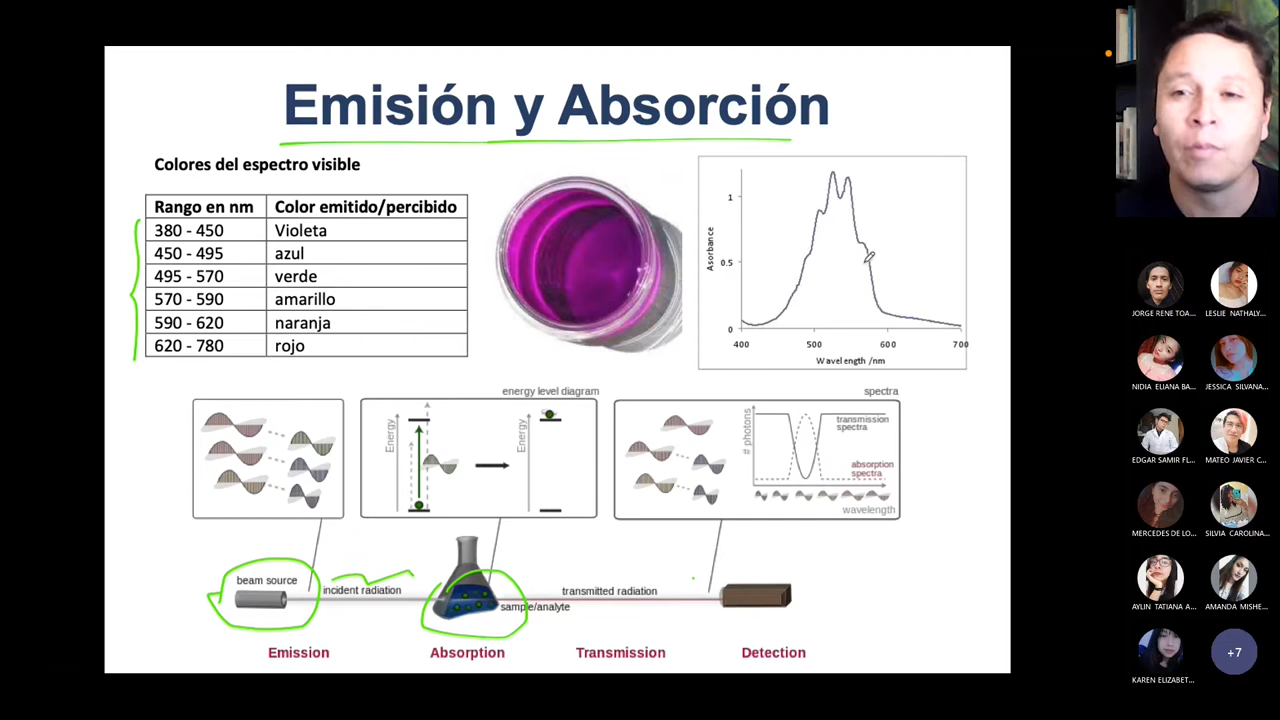 Emisión y Absorción
Colores del espectro visible
Rango en nm Color emitido/percibido
380 - 450 Violeta
450 - 495 azul
495 - 570 verde
570 - 590 amarillo
590 - 620 naranja
620 - 780 rojo
Asorbance
1
0.5
0
400 500 600 700
Wavelength /nm
energy level diagram
Energy
Energy
spectra
# photons
transmission
spectra
absorption
spectra
wavelength
beam source
incident radiation
sample/analyte
transmitted radiation
Emission Absorption Transmission Detection
JORGE RENE TOA... LESLIE NATHALY...
NIDIA ELIANA BA... JESSICA SILVANA...
EDGAR SAMIR FL... MATEO JAVIER C...
MERCEDES DE LO... SILVIA CAROLINA...
AYLIN TATIANA A... AMANDA MISHE...
+7
KAREN ELIZABET...